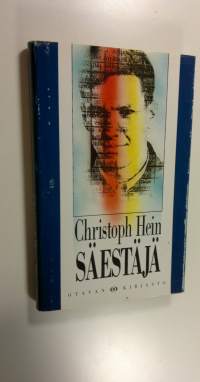 Christoph Hein
SÄESTÄJÄ
OTAVAN KIRJASTO